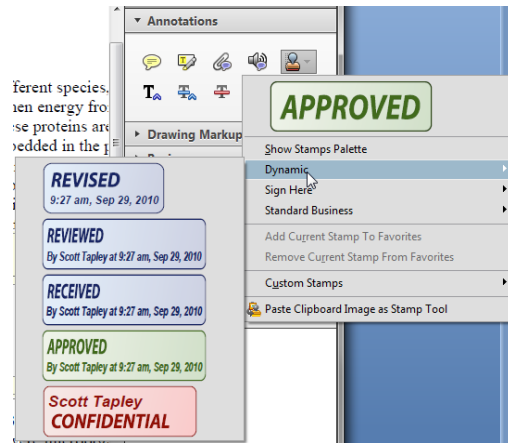 Annotations
fferent species.
hen energy fro
se proteins are
bedded in the p
Drawing Markup
APPROVED
Show Stamps Palette
Dynamic
Sign Here
Standard Business
Add Current Stamp To Favorites
Remove Current Stamp From Favorites
Custom Stamps
Paste Clipboard Image as Stamp Tool
REVISED
9:27 am, Sep 29, 2010
REVIEWED
By Scott Tapley at 9:27 am, Sep 29, 2010
RECEIVED
By Scott Tapley at 9:27 am, Sep 29, 2010
APPROVED
By Scott Tapley at 9:27 am, Sep 29, 2010
Scott Tapley
CONFIDENTIAL